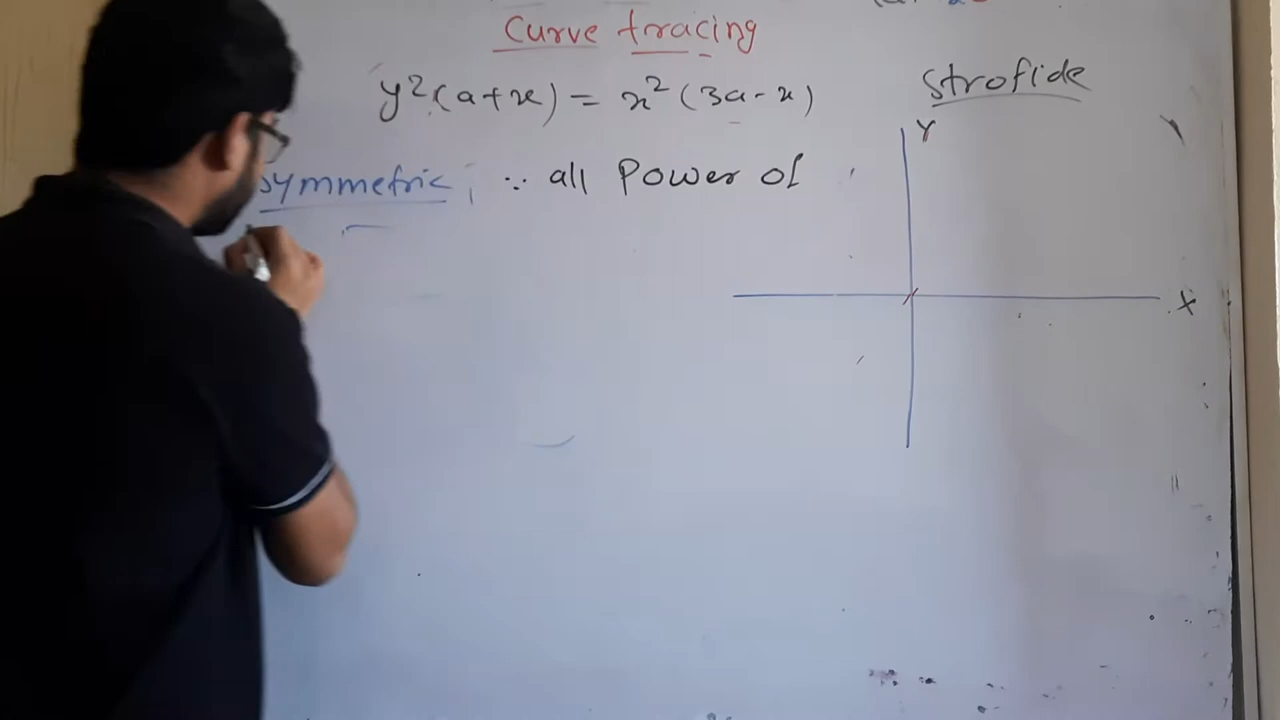 Curve tracing
y²(a+x) = x²(3a-x)
Strofide
Symmetric; ∵ all Power of
Y
X